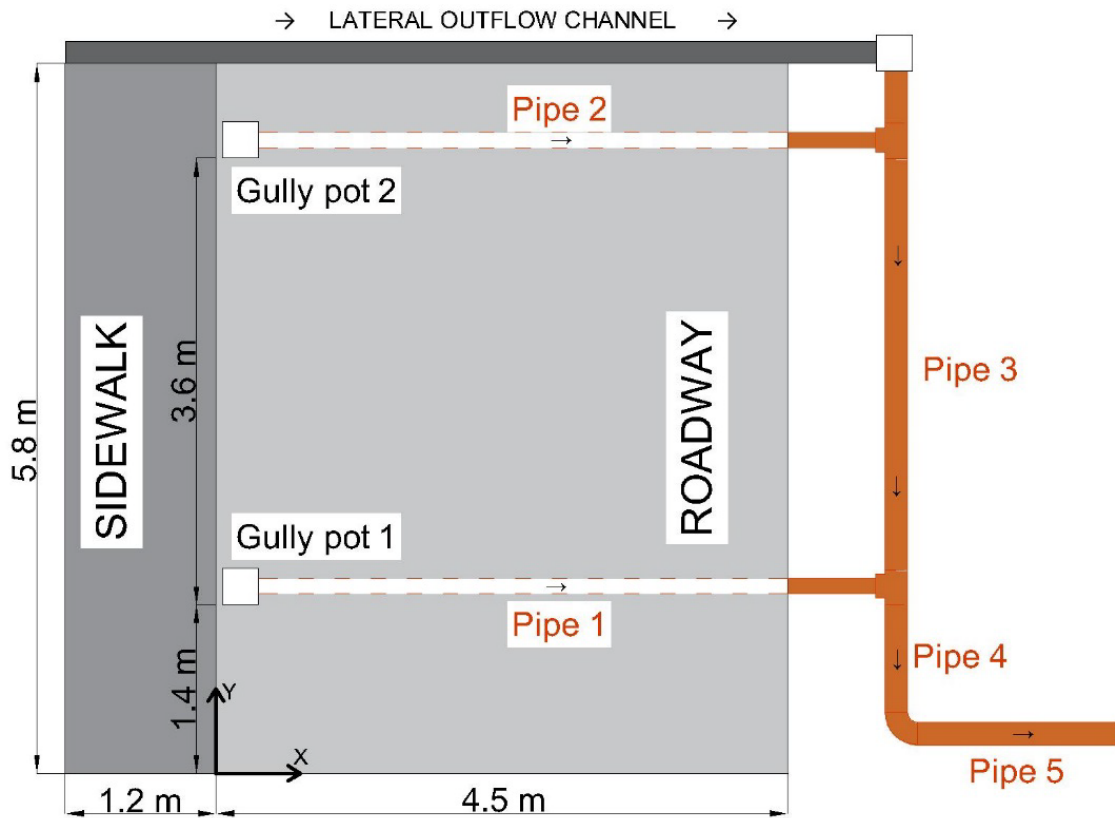 → LATERAL OUTFLOW CHANNEL →
Pipe 2
→
Gully pot 2
SIDEWALK
3.6 m
ROADWAY
↓
Pipe 3
5.8 m
↓
Gully pot 1
→
Pipe 1
1.4 m
↓
Pipe 4
Y
X
→
Pipe 5
1.2 m
4.5 m